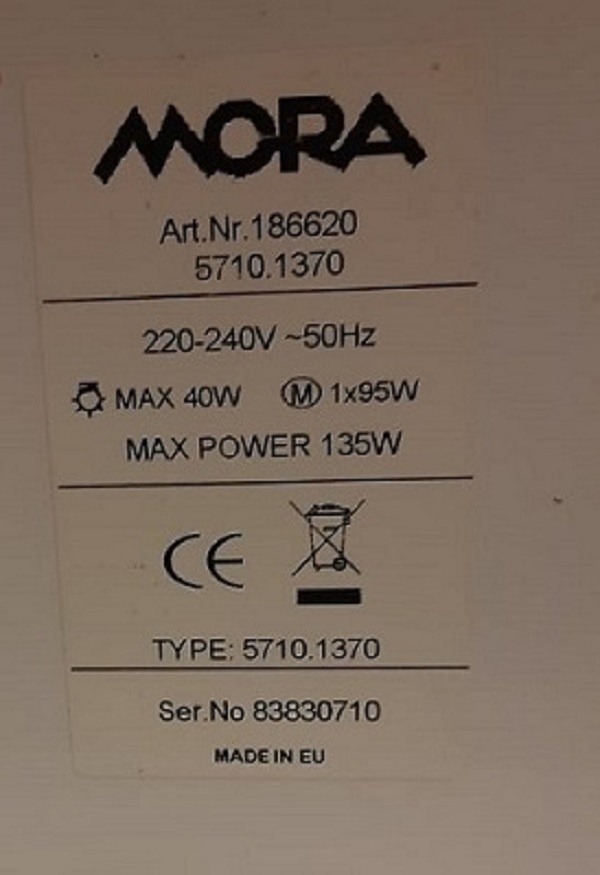 MORA
Art.Nr.186620
5710.1370
220-240V ~50Hz
MAX 40W M 1x95W
MAX POWER 135W
CE
TYPE: 5710.1370
Ser.No 83830710
MADE IN EU